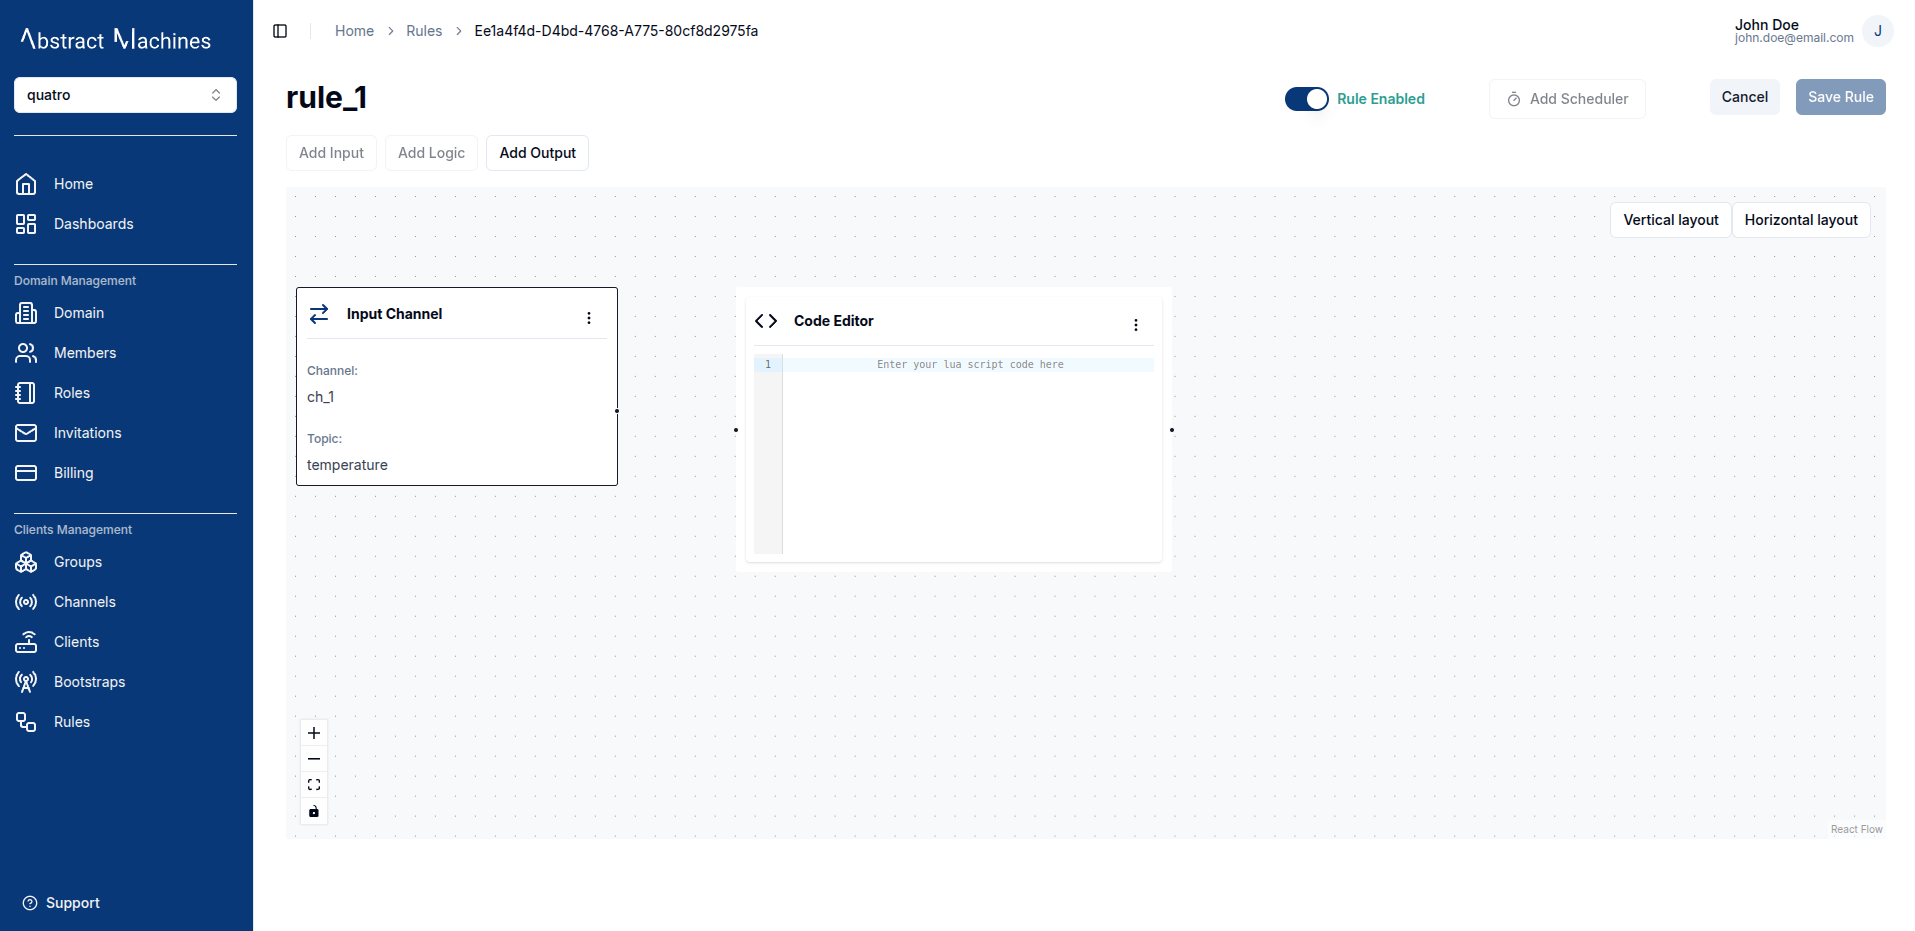 Abstract Machines
quatro
Home
Dashboards
Domain Management
Domain
Members
Roles
Invitations
Billing
Clients Management
Groups
Channels
Clients
Bootstraps
Rules
Support
Home > Rules > Ee1a4f4d-D4bd-4768-A775-80cf8d2975fa
John Doe
john.doe@email.com
J
rule_1
Rule Enabled
Add Scheduler
Cancel
Save Rule
Add Input
Add Logic
Add Output
Vertical layout
Horizontal layout
Input Channel
Channel:
ch_1
Topic:
temperature
Code Editor
1
Enter your lua script code here
React Flow